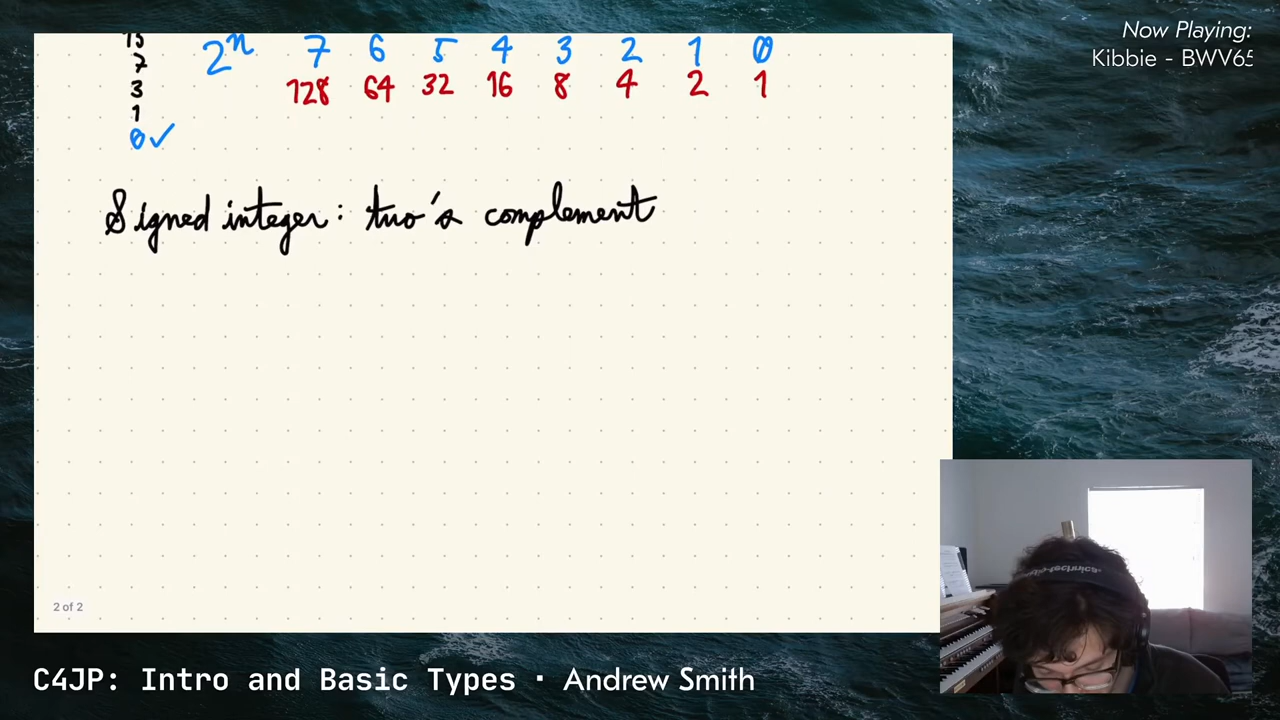 Now Playing:
Kibbie - BWV65
15
7
3
1
0✓
2ⁿ 7 6 5 4 3 2 1 0
128 64 32 16 8 4 2 1
Signed integer: two's complement
2 of 2
audio-technica
C4JP: Intro and Basic Types · Andrew Smith